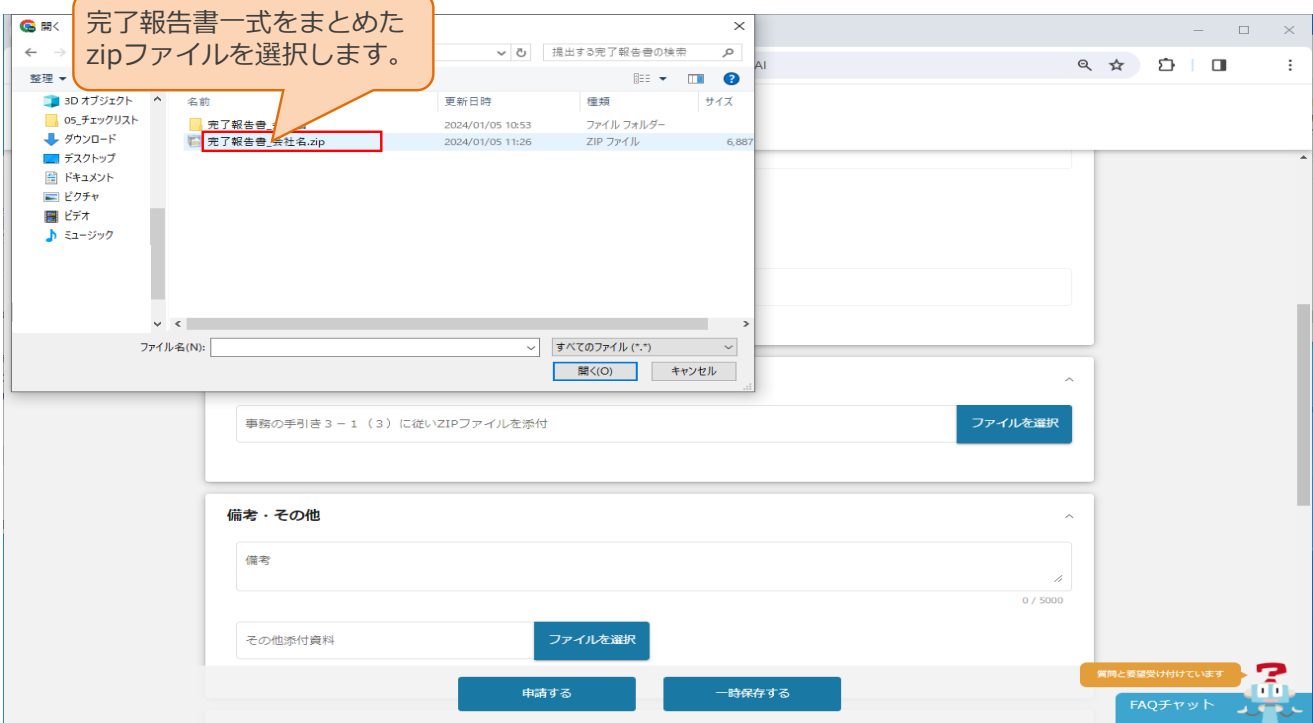 完了報告書一式をまとめた
zipファイルを選択します。
開く
提出する完了報告書の検索
整理
AI
3D オブジェクト
05_チェックリスト
ダウンロード
デスクトップ
ドキュメント
ピクチャ
ビデオ
ミュージック
名前 更新日時 種類 サイズ
完了報告書_ 2024/01/05 10:53 ファイル フォルダー
完了報告書_会社名.zip 2024/01/05 11:26 ZIP ファイル 6,887
ファイル名(N):
すべてのファイル (*.*)
開く(O) キャンセル
事務の手引き３－１（３）に従いZIPファイルを添付
ファイルを選択
備考・その他
備考
0 / 5000
その他添付資料
ファイルを選択
申請する
一時保存する
質問と要望受け付けています
FAQチャット